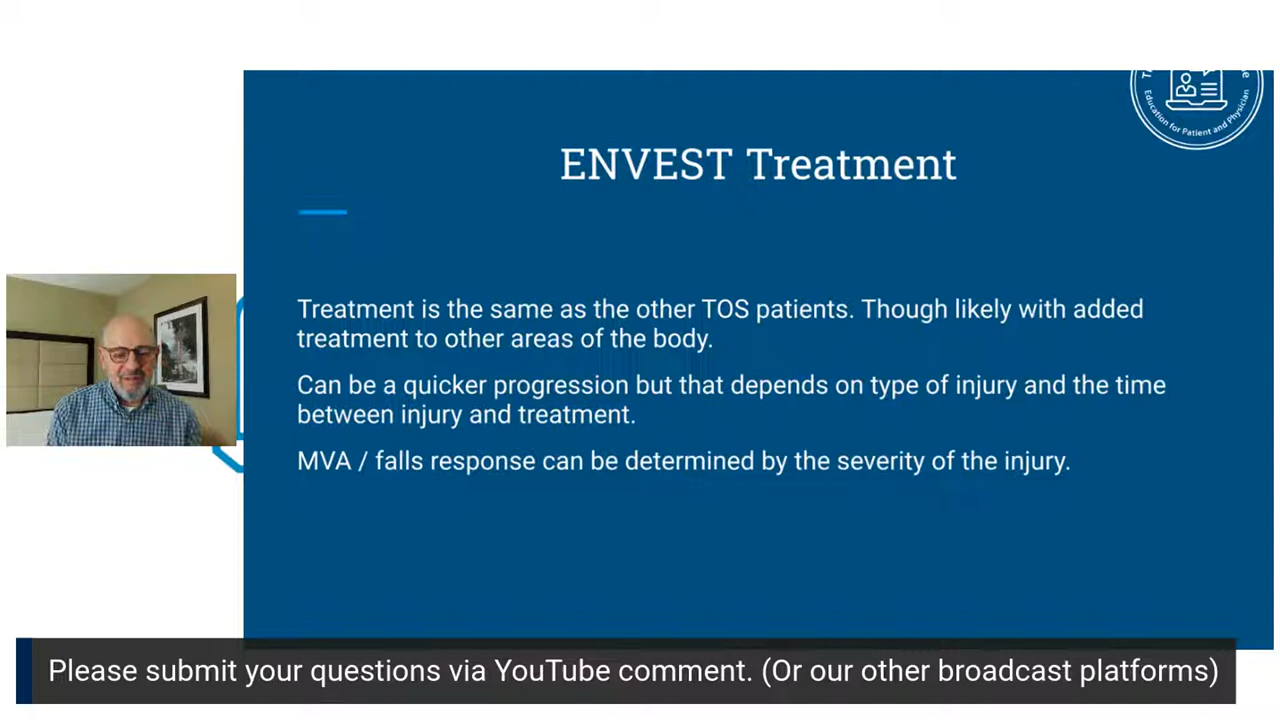 Education for Patient and Physician
ENVEST Treatment
Treatment is the same as the other TOS patients. Though likely with added
treatment to other areas of the body.
Can be a quicker progression but that depends on type of injury and the time
between injury and treatment.
MVA / falls response can be determined by the severity of the injury.
Please submit your questions via YouTube comment. (Or our other broadcast platforms)